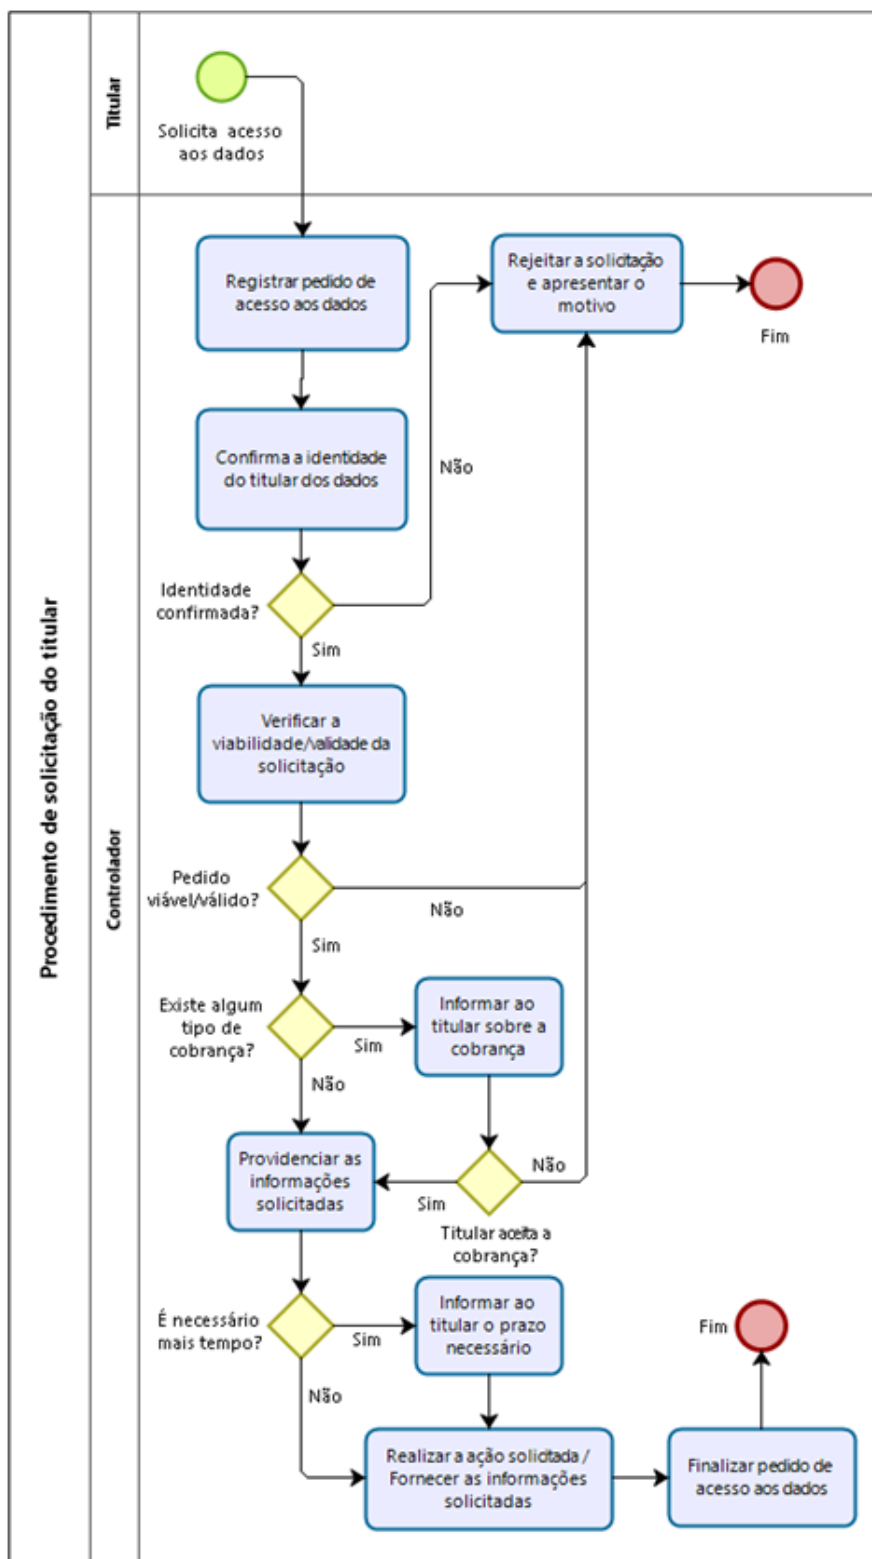 Procedimento de solicitação do titular
Titular
Solicita acesso
aos dados
Controlador
Registrar pedido de
acesso aos dados
Rejeitar a solicitação
e apresentar o
motivo
Fim
Confirma a identidade
do titular dos dados
Não
Identidade
confirmada?
Sim
Verificar a
viabilidade/validade da
solicitação
Pedido
viável/válido?
Não
Sim
Existe algum
tipo de
cobrança?
Sim
Informar ao
titular sobre a
cobrança
Não
Providenciar as
informações
solicitadas
Sim
Não
Titular aceita a
cobrança?
É necessário
mais tempo?
Sim
Informar ao
titular o prazo
necessário
Fim
Não
Realizar a ação solicitada /
Fornecer as informações
solicitadas
Finalizar pedido de
acesso aos dados